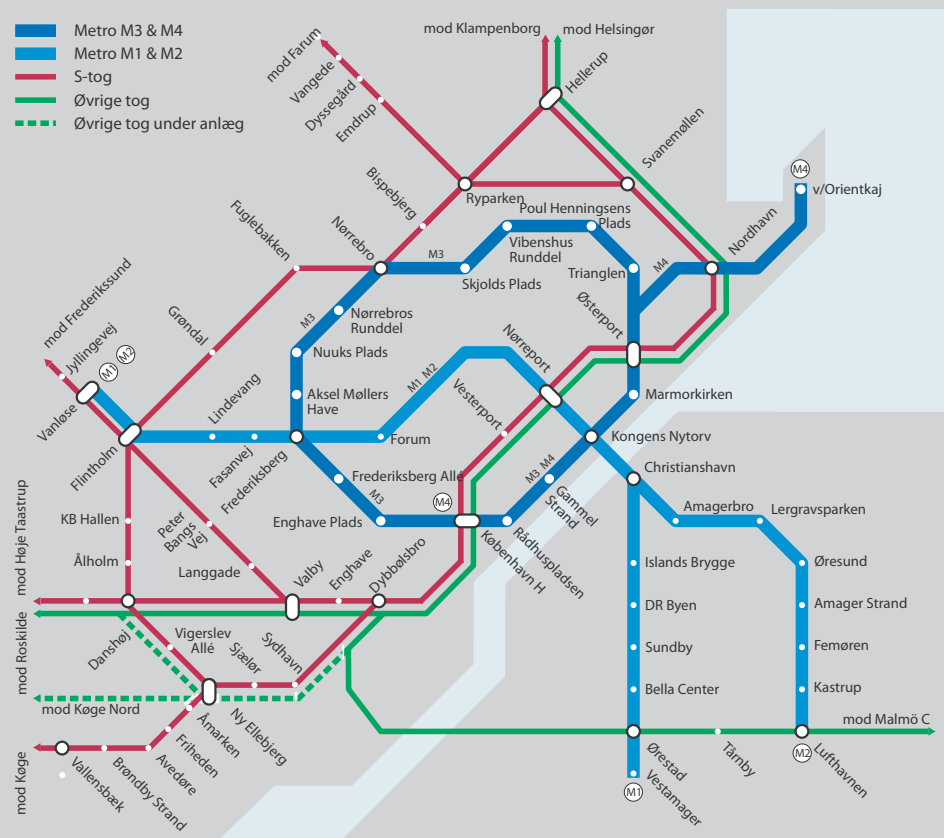 Metro M3 & M4
Metro M1 & M2
S-tog
Øvrige tog
Øvrige tog under anlæg
mod Klampenborg
mod Helsingør
mod Farum
Vangede
Dyssegård
Emdrup
Hellerup
Svanemøllen
Bispebjerg
Ryparken
M4
v/Orientkaj
Nordhavn
Poul Henningsens
Plads
Vibenshus
Runddel
Fuglebakken
Nørrebro
M3
Skjolds Plads
Trianglen
M4
mod Frederikssund
Grøndal
M3
Nørrebros
Runddel
Østerport
Jyllingevej
M1
M2
Nuuks Plads
Nørreport
Vanløse
Lindevang
Aksel Møllers
Have
M1 M2
Vesterport
Marmorkirken
Flintholm
Fasanvej
Frederiksberg
Forum
Kongens Nytorv
Frederiksberg Allé
M3 M4
Christianshavn
M3
M4
Gammel
Strand
Amagerbro
Lergravsparken
KB Hallen
Peter
Bangs
Vej
Enghave Plads
København H
Rådhuspladsen
mod Høje Taastrup
Ålholm
Langgade
Valby
Enghave
Dybbølsbro
Islands Brygge
Øresund
DR Byen
Amager Strand
mod Roskilde
Danshøj
Vigerslev
Allé
Sjælør
Sydhavn
Sundby
Femøren
Bella Center
Kastrup
mod Køge Nord
Åmarken
Ny Ellebjerg
mod Malmö C
mod Køge
Vallensbæk
Brøndby Strand
Avedøre
Friheden
Ørestad
Tårnby
M2
Lufthavnen
M1
Vestamager